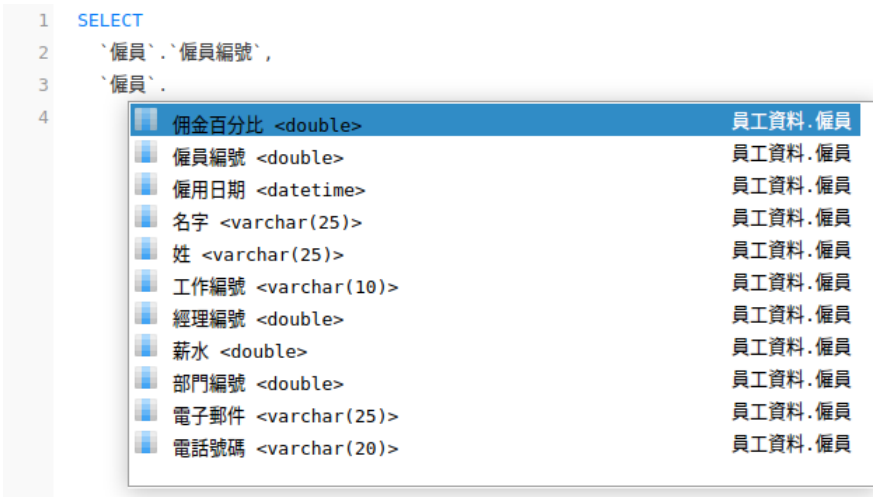 1 SELECT
2 `僱員`.`僱員編號`,
3 `僱員`.
4
佣金百分比 <double> 員工資料.僱員
僱員編號 <double> 員工資料.僱員
僱用日期 <datetime> 員工資料.僱員
名字 <varchar(25)> 員工資料.僱員
姓 <varchar(25)> 員工資料.僱員
工作編號 <varchar(10)> 員工資料.僱員
經理編號 <double> 員工資料.僱員
薪水 <double> 員工資料.僱員
部門編號 <double> 員工資料.僱員
電子郵件 <varchar(25)> 員工資料.僱員
電話號碼 <varchar(20)> 員工資料.僱員